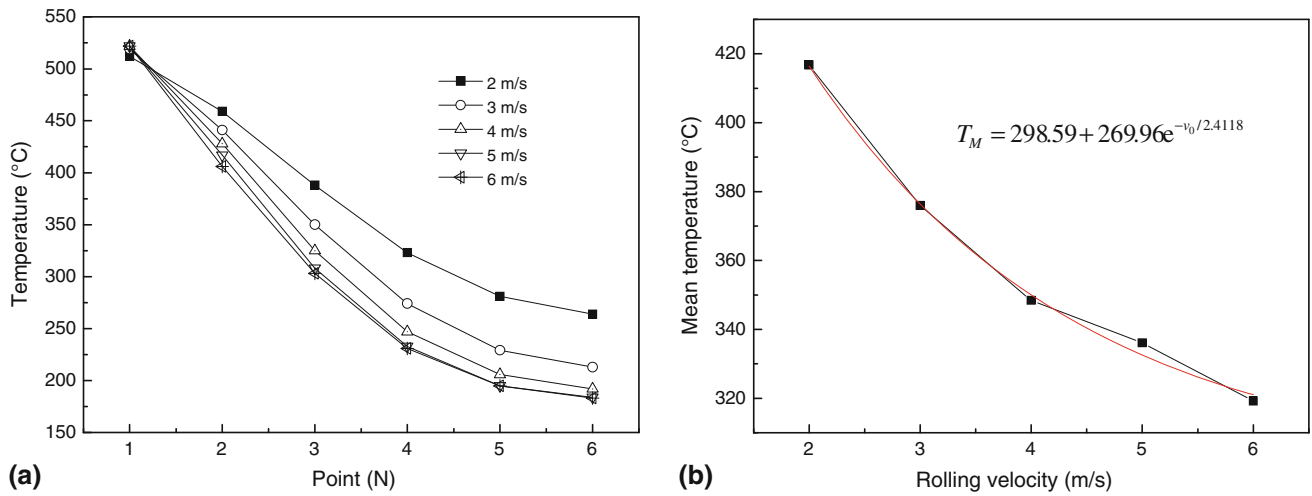 550
500
450
400
350
300
250
200
150
Temperature (°C)
2 m/s
3 m/s
4 m/s
5 m/s
6 m/s
1 2 3 4 5 6
Point (N)
(a)
420
400
380
360
340
320
Mean temperature (°C)
T_M = 298.59 + 269.96e^{-v_0/2.4118}
2 3 4 5 6
Rolling velocity (m/s)
(b)